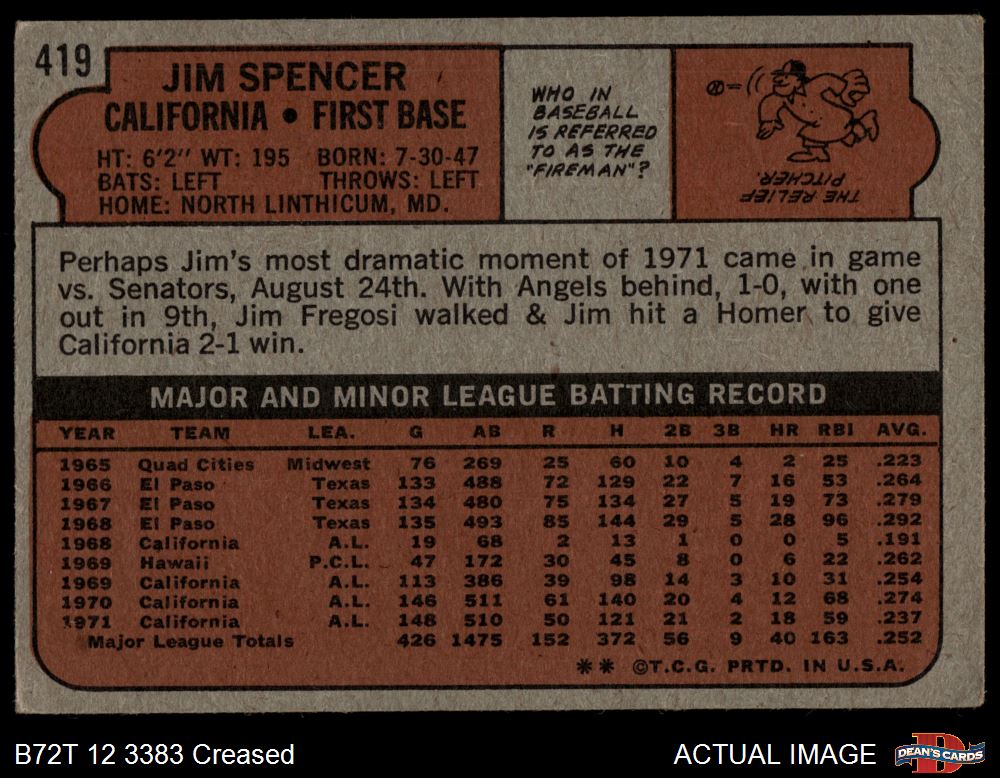 419
JIM SPENCER
CALIFORNIA • FIRST BASE
HT: 6'2" WT: 195 BORN: 7-30-47
BATS: LEFT THROWS: LEFT
HOME: NORTH LINTHICUM, MD.
WHO IN
BASEBALL
IS REFERRED
TO AS THE
"FIREMAN"?
THE RELIEF
PITCHER.
Perhaps Jim's most dramatic moment of 1971 came in game
vs. Senators, August 24th. With Angels behind, 1-0, with one
out in 9th, Jim Fregosi walked & Jim hit a Homer to give
California 2-1 win.
MAJOR AND MINOR LEAGUE BATTING RECORD
YEAR TEAM LEA. G AB R H 2B 3B HR RBI AVG.
1965 Quad Cities Midwest 76 269 25 60 10 4 2 25 .223
1966 El Paso Texas 133 488 72 129 22 7 16 53 .264
1967 El Paso Texas 134 480 75 134 27 5 19 73 .279
1968 El Paso Texas 135 493 85 144 29 5 28 96 .292
1968 California A.L. 19 68 2 13 1 0 0 5 .191
1969 Hawaii P.C.L. 47 172 30 45 8 0 6 22 .262
1969 California A.L. 113 386 39 98 14 3 10 31 .254
1970 California A.L. 146 511 61 140 20 4 12 68 .274
1971 California A.L. 148 510 50 121 21 2 18 59 .237
Major League Totals 426 1475 152 372 56 9 40 163 .252
** ©T.C.G. PRTD. IN U.S.A.
B72T 12 3383 Creased
ACTUAL IMAGE
DEAN'S CARDS